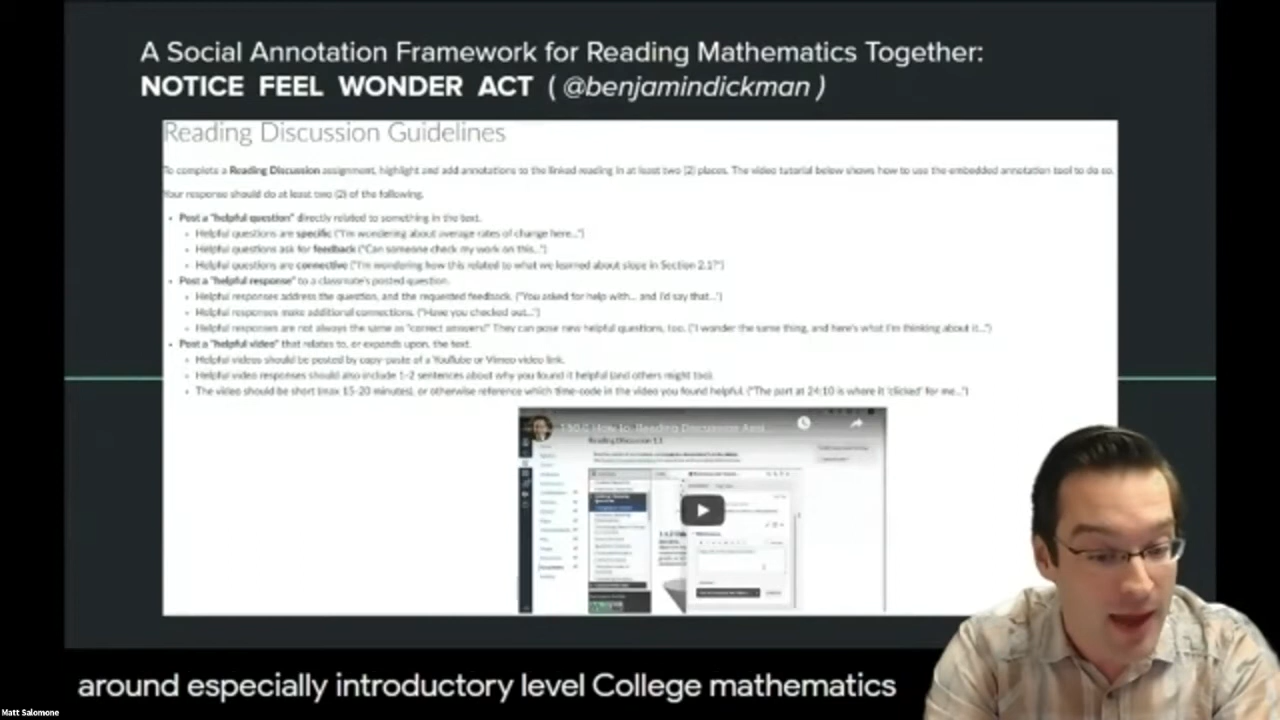 A Social Annotation Framework for Reading Mathematics Together:
NOTICE FEEL WONDER ACT ( @benjamindickman )
Reading Discussion Guidelines
To complete a Reading Discussion assignment, highlight and add annotations to the linked reading in at least two (2) places. The video tutorial below shows how to use the embedded annotation tool to do so.
Your response should do at least two (2) of the following.
• Post a "helpful question" directly related to something in the text.
◦ Helpful questions are specific ("I'm wondering about average rates of change here...")
◦ Helpful questions ask for feedback ("Can someone check my work on this...")
◦ Helpful questions are connective ("I'm wondering how this related to what we learned about slope in Section 2.1?")
• Post a "helpful response" to a classmate's posted question.
◦ Helpful responses address the question, and the requested feedback. ("You asked for help with... and I'd say that...")
◦ Helpful responses make additional connections. ("Have you checked out...")
◦ Helpful responses are not always the same as "correct answers!" They can pose new helpful questions, too. ("I wonder the same thing, and here's what I'm thinking about it...")
• Post a "helpful video" that relates to, or expands upon, the text.
◦ Helpful videos should be posted by copy-paste of a YouTube or Vimeo video link.
◦ Helpful video responses should also include 1-2 sentences about why you found it helpful (and others might too).
◦ The video should be short (max 15-20 minutes), or otherwise reference which time-code in the video you found helpful. ("The part at 24:10 is where it 'clicked' for me...")
How to: Reading Discussion
Reading Discussion 1.1
around especially introductory level College mathematics
Matt Salomone